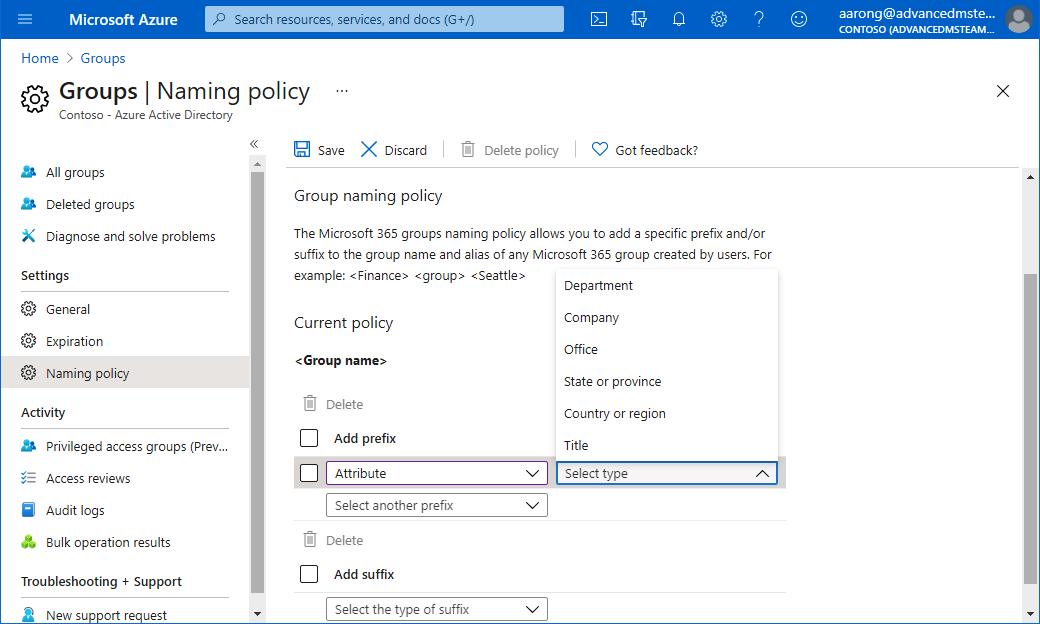 Microsoft Azure
Search resources, services, and docs (G+/)
aarong@advancedmste...
CONTOSO (ADVANCEDMSTEAM...
Home > Groups
Groups | Naming policy ...
Contoso - Azure Active Directory
All groups
Deleted groups
Diagnose and solve problems
Settings
General
Expiration
Naming policy
Activity
Privileged access groups (Prev...
Access reviews
Audit logs
Bulk operation results
Troubleshooting + Support
New support request
Save
Discard
Delete policy
Got feedback?
Group naming policy
The Microsoft 365 groups naming policy allows you to add a specific prefix and/or
suffix to the group name and alias of any Microsoft 365 group created by users. For
example: <Finance> <group> <Seattle>
Current policy
<Group name>
Delete
Add prefix
Attribute
Select type
Department
Company
Office
State or province
Country or region
Title
Select another prefix
Delete
Add suffix
Select the type of suffix